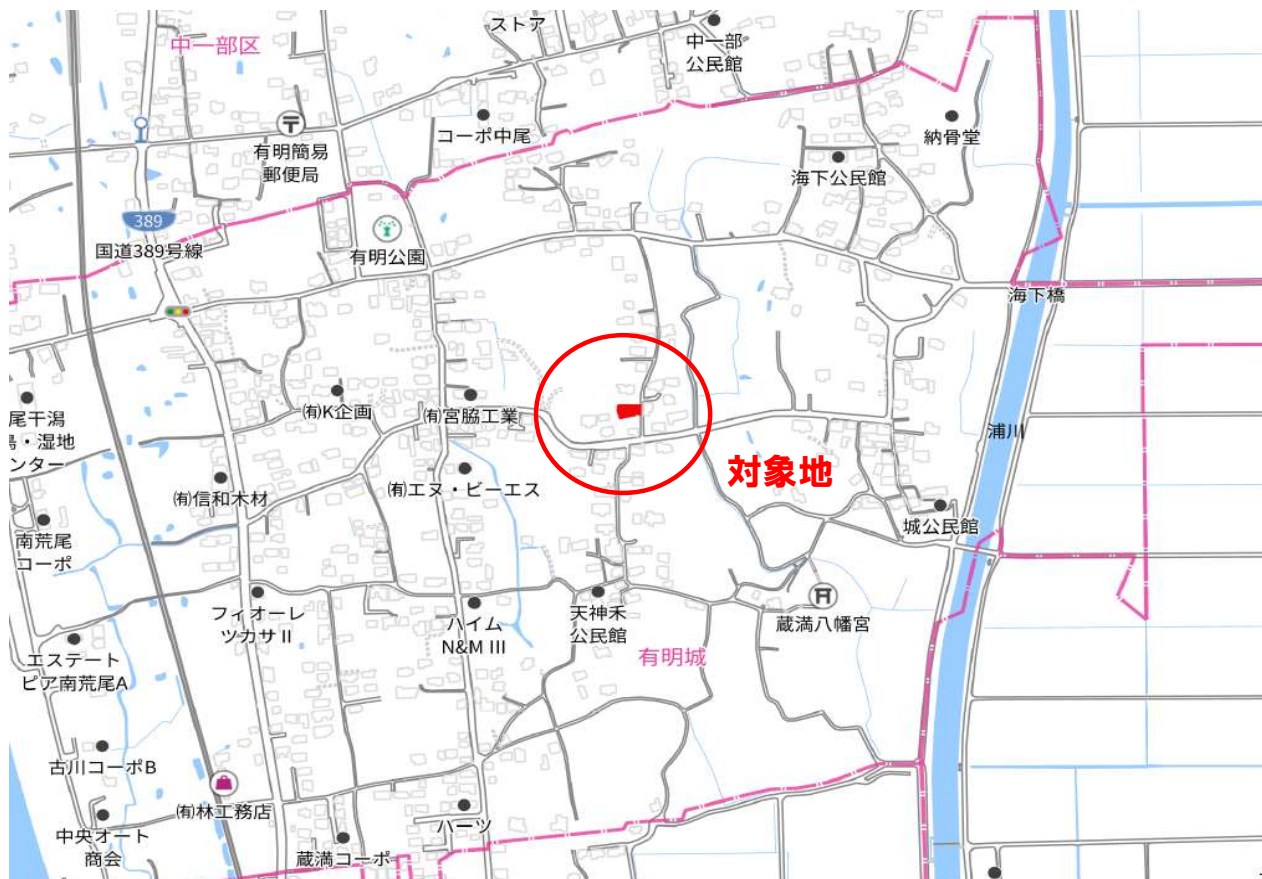 ストア
中一部区
中一部
公民館
コーポ中尾
納骨堂
有明簡易
郵便局
海下公民館
389
国道389号線
有明公園
海下橋
㈲K企画
㈲宮脇工業
尾干潟
・湿地
ンター
浦川
対象地
㈲信和木材
㈲エヌ・ビーエス
城公民館
南荒尾
コーポ
フィオーレ
ツカサⅡ
ハイム
N&M III
天神禾
公民館
蔵満八幡宮
有明城
エステート
ピア南荒尾A
古川コーポB
㈲林工務店
中央オート
商会
蔵満コーポ
ハーツ